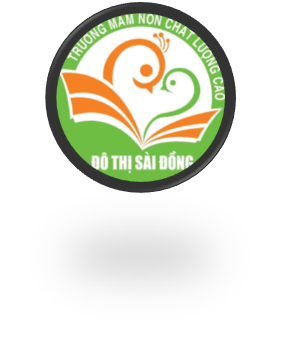 TRƯỜNG MẦM NON CHẤT LƯỢNG CAO
ĐÔ THỊ SÀI ĐỒNG